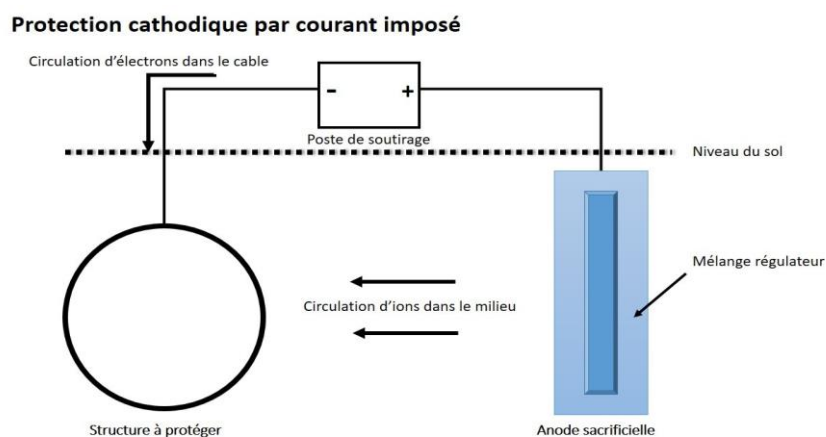 Protection cathodique par courant imposé
Circulation d'électrons dans le cable
- +
Poste de soutirage
Niveau du sol
Mélange régulateur
Circulation d'ions dans le milieu
Structure à protéger
Anode sacrificielle